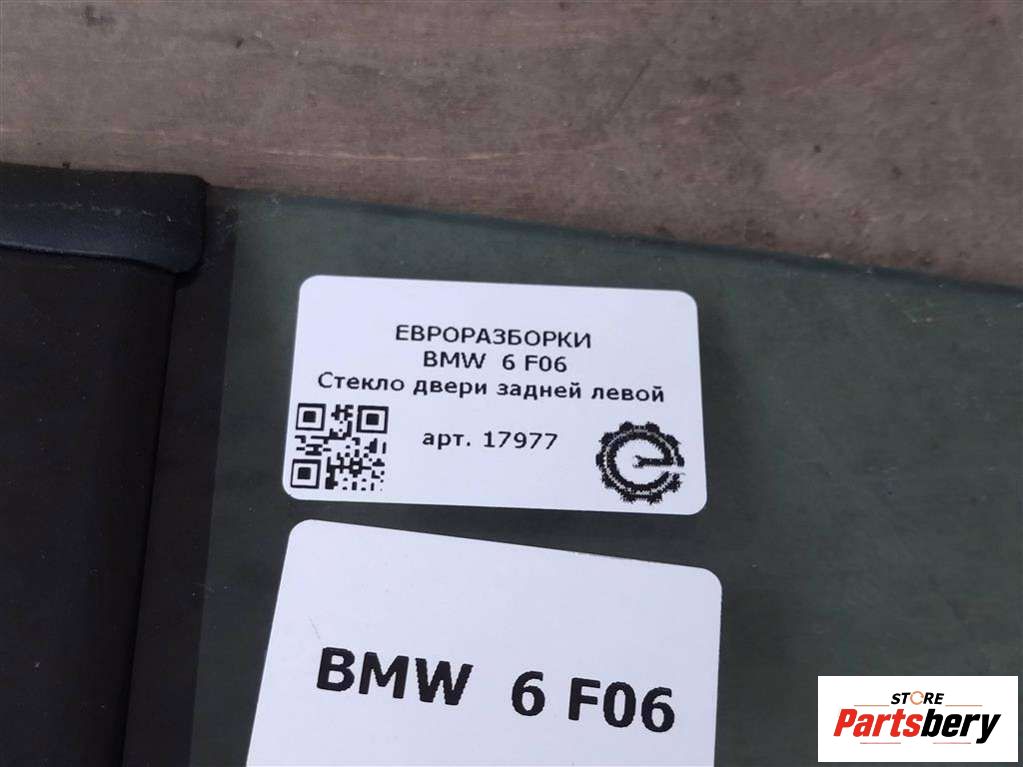 ЕВРОРАЗБОРКИ
BMW 6 F06
Стекло двери задней левой
арт. 17977
BMW 6 F06
STORE
Partsbery